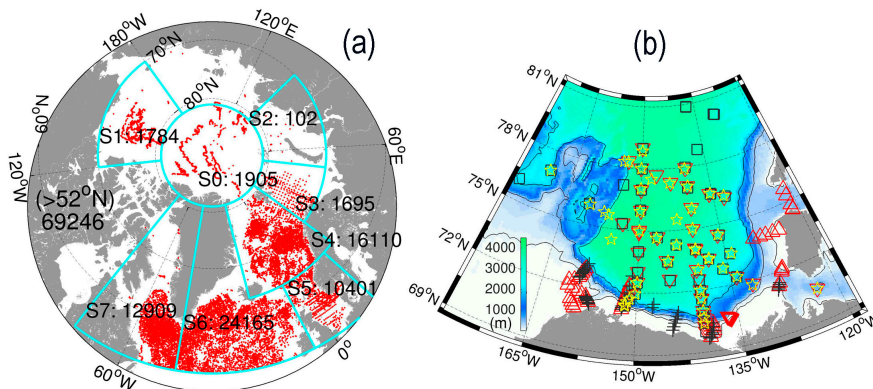 (a)
120°E
180°W
70°N
80°N
60°N
S2: 102
S1: 1784
60°E
S0: 1905
120°W
(>52°N)
69246
S3: 1695
S4: 16110
S5: 10401
S7: 12909
S6: 24165
0°
60°W
(b)
81°N
78°N
75°N
72°N
69°N
4000
3000
2000
1000
(m)
165°W
150°W
135°W
120°W